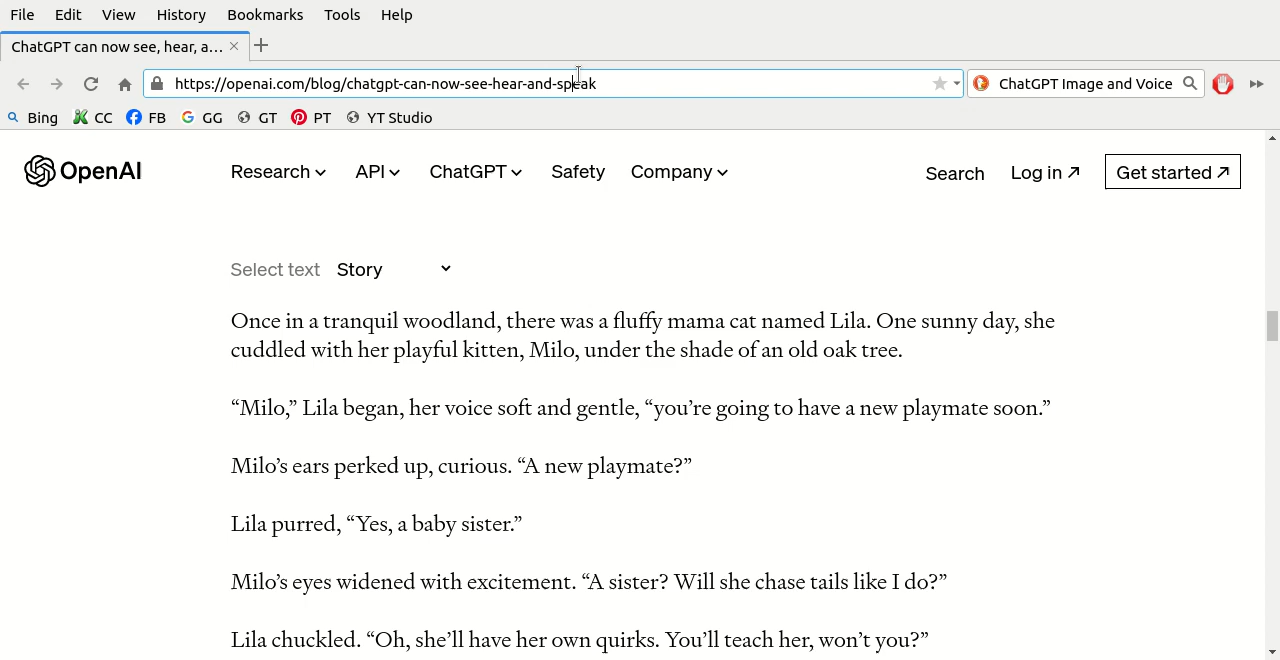 File Edit View History Bookmarks Tools Help
ChatGPT can now see, hear, a...
https://openai.com/blog/chatgpt-can-now-see-hear-and-speak ChatGPT Image and Voice
Bing CC FB GG GT PT YT Studio
OpenAI Research API ChatGPT Safety Company Search Log in Get started
Select text Story
Once in a tranquil woodland, there was a fluffy mama cat named Lila. One sunny day, she
cuddled with her playful kitten, Milo, under the shade of an old oak tree.
“Milo,” Lila began, her voice soft and gentle, “you’re going to have a new playmate soon.”
Milo’s ears perked up, curious. “A new playmate?”
Lila purred, “Yes, a baby sister.”
Milo’s eyes widened with excitement. “A sister? Will she chase tails like I do?”
Lila chuckled. “Oh, she’ll have her own quirks. You’ll teach her, won’t you?”